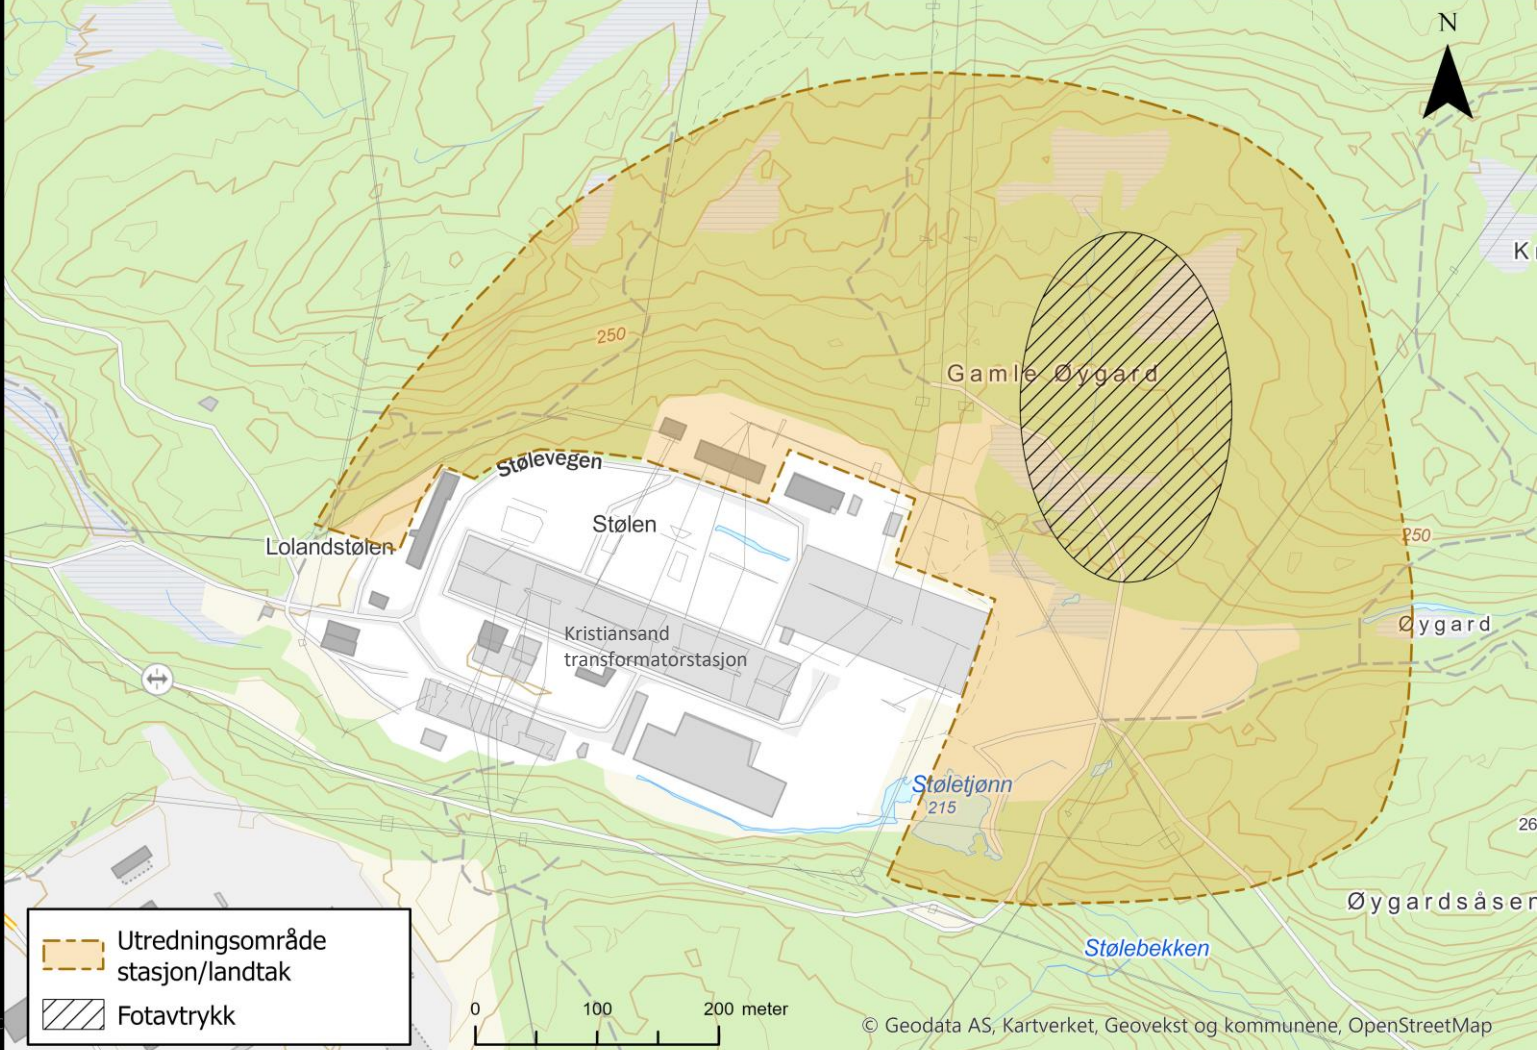 N
K
250
Gamle Øygard
Stølevegen
Stølen
Lolandstølen
250
Øygard
Kristiansand
transformatorstasjon
Støletjønn
215
26
Øygardsåsen
Stølebekken
Utredningsområde
stasjon/landtak
Fotavtrykk
0 100 200 meter
© Geodata AS, Kartverket, Geovekst og kommunene, OpenStreetMap